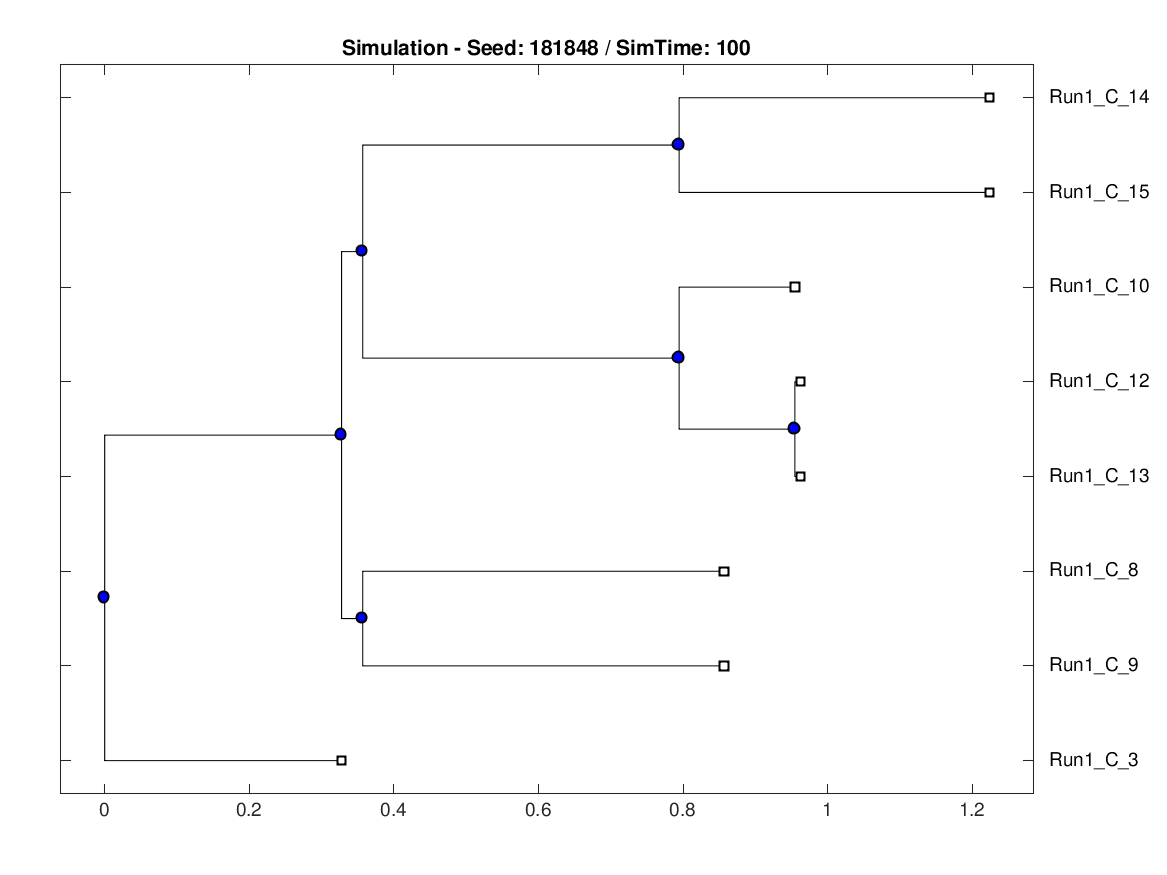 Simulation - Seed: 181848 / SimTime: 100
Run1_C_14
Run1_C_15
Run1_C_10
Run1_C_12
Run1_C_13
Run1_C_8
Run1_C_9
Run1_C_3
0 0.2 0.4 0.6 0.8 1 1.2